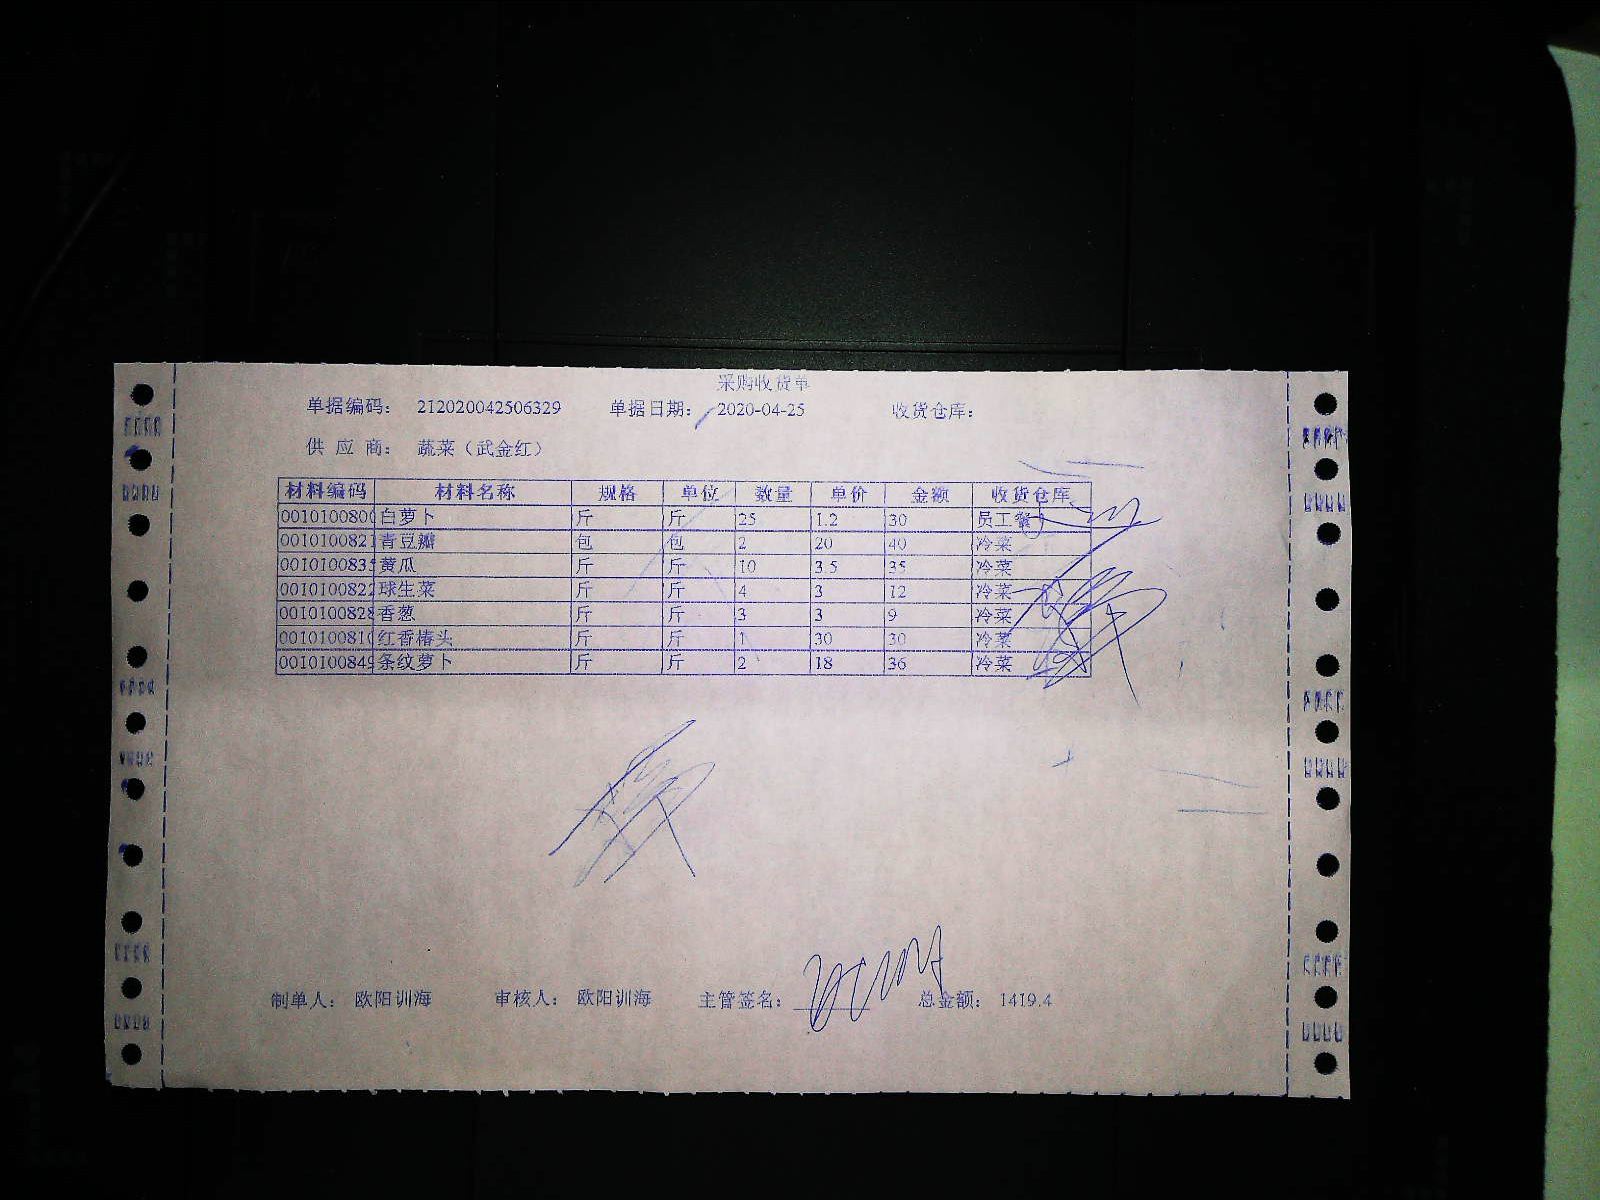 采购收货单
单据编码： 212020042506329 单据日期： 2020-04-25 收货仓库：
供 应 商： 蔬菜（武金红）
材料编码 材料名称 规格 单位 数量 单价 金额 收货仓库
001010080 白萝卜 斤 斤 25 1.2 30 员工餐
001010082 青豆瓣 包 包 2 20 40 冷菜
001010083 黄瓜 斤 斤 10 3.5 35 冷菜
001010082 球生菜 斤 斤 4 3 12 冷菜
001010082 香葱 斤 斤 3 3 9 冷菜
001010081 红香椿头 斤 斤 1 30 30 冷菜
001010084 条纹萝卜 斤 斤 2 18 36 冷菜
制单人： 欧阳训海 审核人： 欧阳训海 主管签名： 总金额： 1419.4